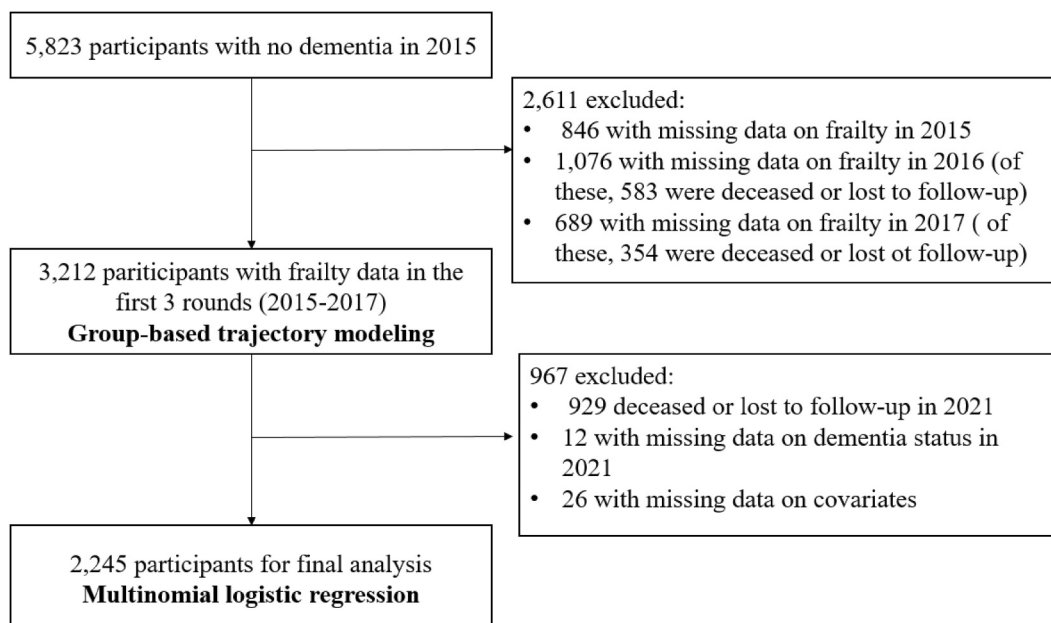 5,823 participants with no dementia in 2015
2,611 excluded:
• 846 with missing data on frailty in 2015
• 1,076 with missing data on frailty in 2016 (of
these, 583 were deceased or lost to follow-up)
• 689 with missing data on frailty in 2017 ( of
these, 354 were deceased or lost ot follow-up)
3,212 pariticipants with frailty data in the
first 3 rounds (2015-2017)
Group-based trajectory modeling
967 excluded:
• 929 deceased or lost to follow-up in 2021
• 12 with missing data on dementia status in
2021
• 26 with missing data on covariates
2,245 participants for final analysis
Multinomial logistic regression